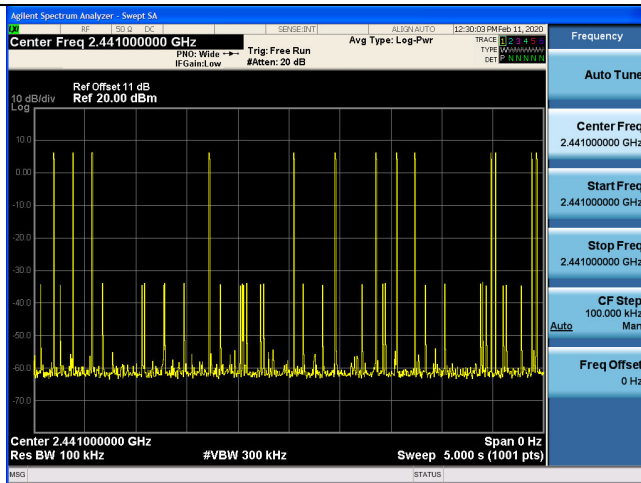 Agilent Spectrum Analyzer - Swept SA
RF 50 Ω DC SENSE:INT ALIGN AUTO 12:30:03 PM Feb 11, 2020
Center Freq 2.441000000 GHz
PNO: Wide
IFGain:Low
Trig: Free Run
#Atten: 20 dB
Avg Type: Log-Pwr
TRACE 1 2 3 4 5 6
TYPE
DET P N N N N N
Ref Offset 11 dB
10 dB/div Ref 20.00 dBm
Log
10.0
0.00
-10.0
-20.0
-30.0
-40.0
-50.0
-60.0
-70.0
Center 2.441000000 GHz Span 0 Hz
Res BW 100 kHz #VBW 300 kHz Sweep 5.000 s (1001 pts)
MSG STATUS
Frequency
Auto Tune
Center Freq
2.441000000 GHz
Start Freq
2.441000000 GHz
Stop Freq
2.441000000 GHz
CF Step
100.000 kHz
Auto Man
Freq Offset
0 Hz